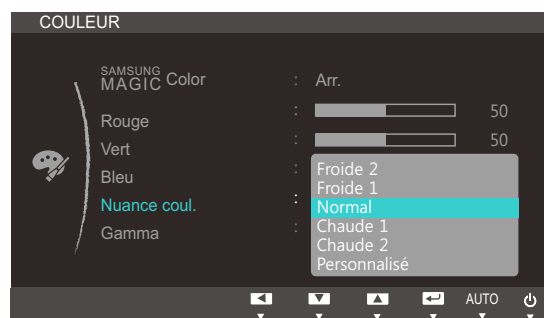 COULEUR
SAMSUNG MAGIC Color : Arr.
Rouge : 50
Vert : 50
Bleu :
Nuance coul. :
Gamma :
Froide 2
Froide 1
Normal
Chaude 1
Chaude 2
Personnalisé
AUTO